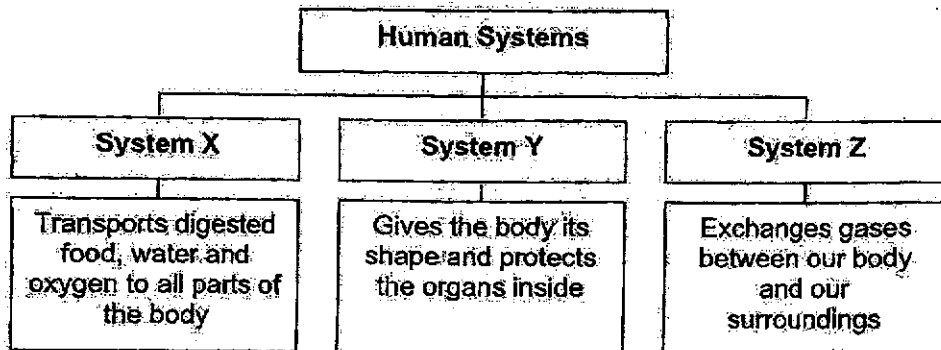 Human Systems
System X
System Y
System Z
Transports digested
food, water and
oxygen to all parts of
the body
Gives the body its
shape and protects
the organs inside
Exchanges gases
between our body
and our
surroundings